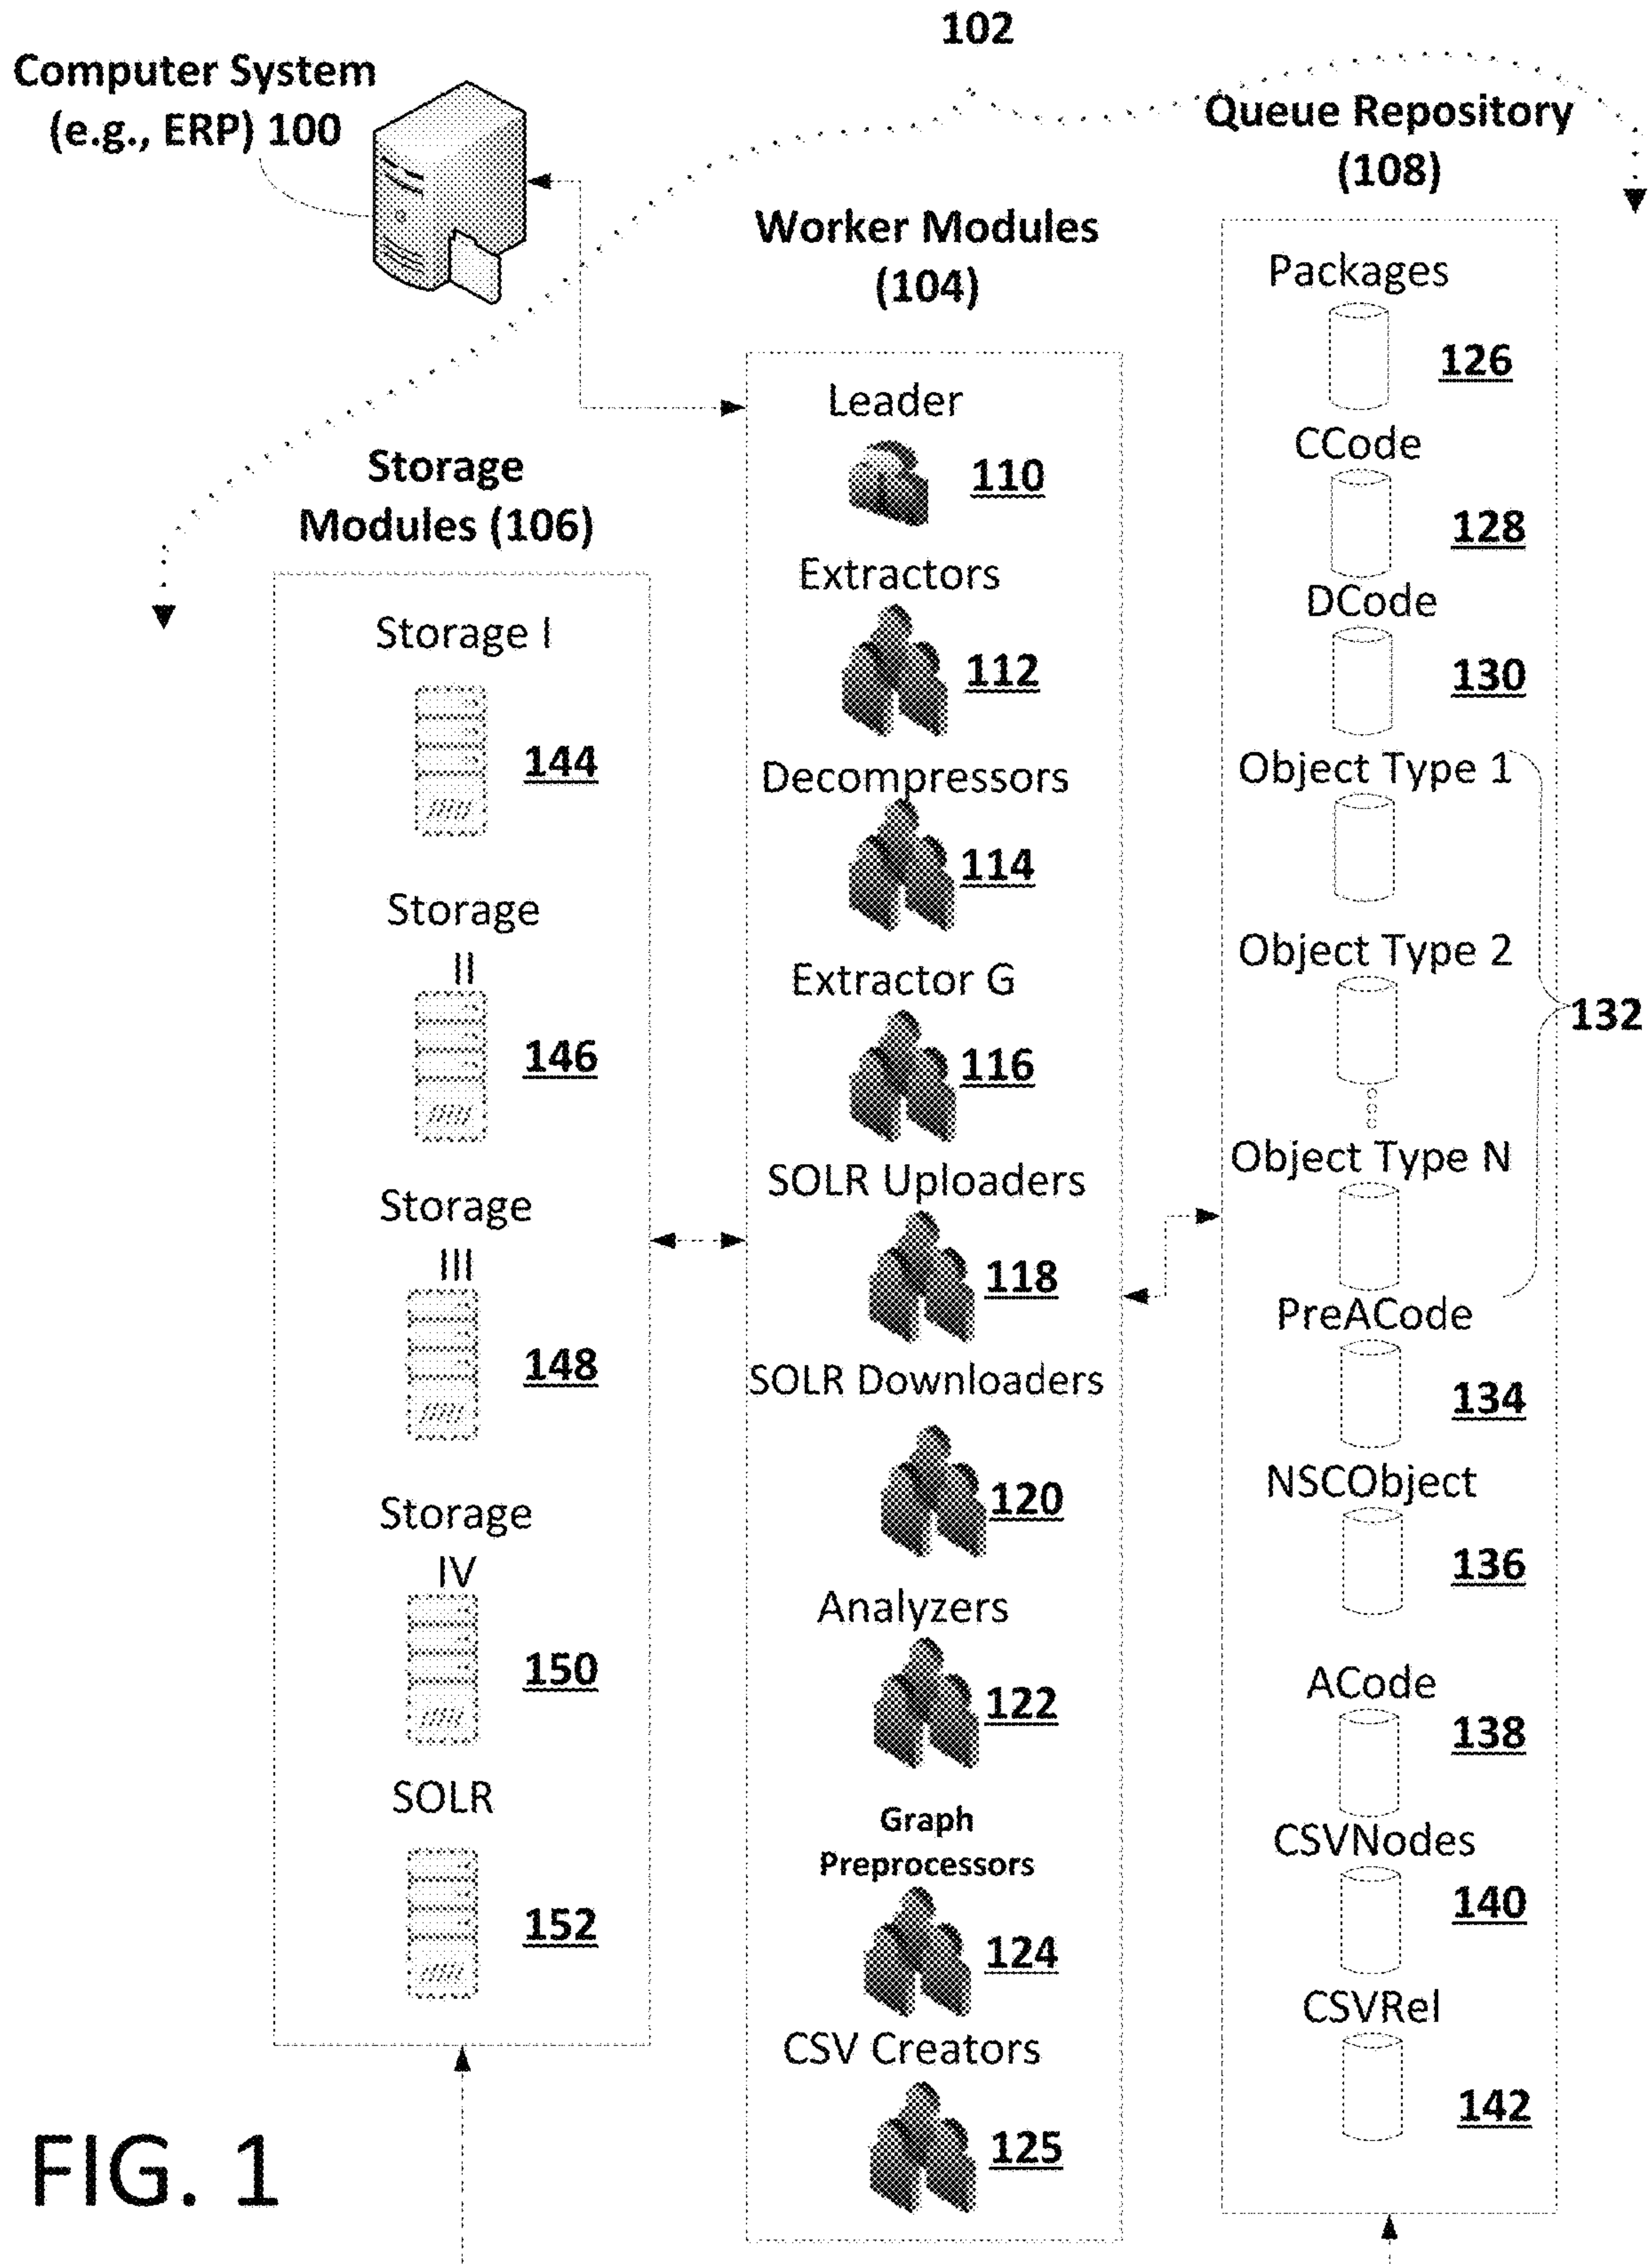 102
Computer System
(e.g., ERP) 100
Queue Repository
(108)
Worker Modules
(104)
Storage
Modules (106)
Storage I
144
Storage
II
146
Storage
III
148
Storage
IV
150
SOLR
152
Leader
110
Extractors
112
Decompressors
114
Extractor G
116
SOLR Uploaders
118
SOLR Downloaders
120
Analyzers
122
Graph
Preprocessors
124
CSV Creators
125
Packages
126
CCode
128
DCode
130
Object Type 1
Object Type 2
132
Object Type N
PreACode
134
NSCObject
136
ACode
138
CSVNodes
140
CSVRel
142
FIG. 1